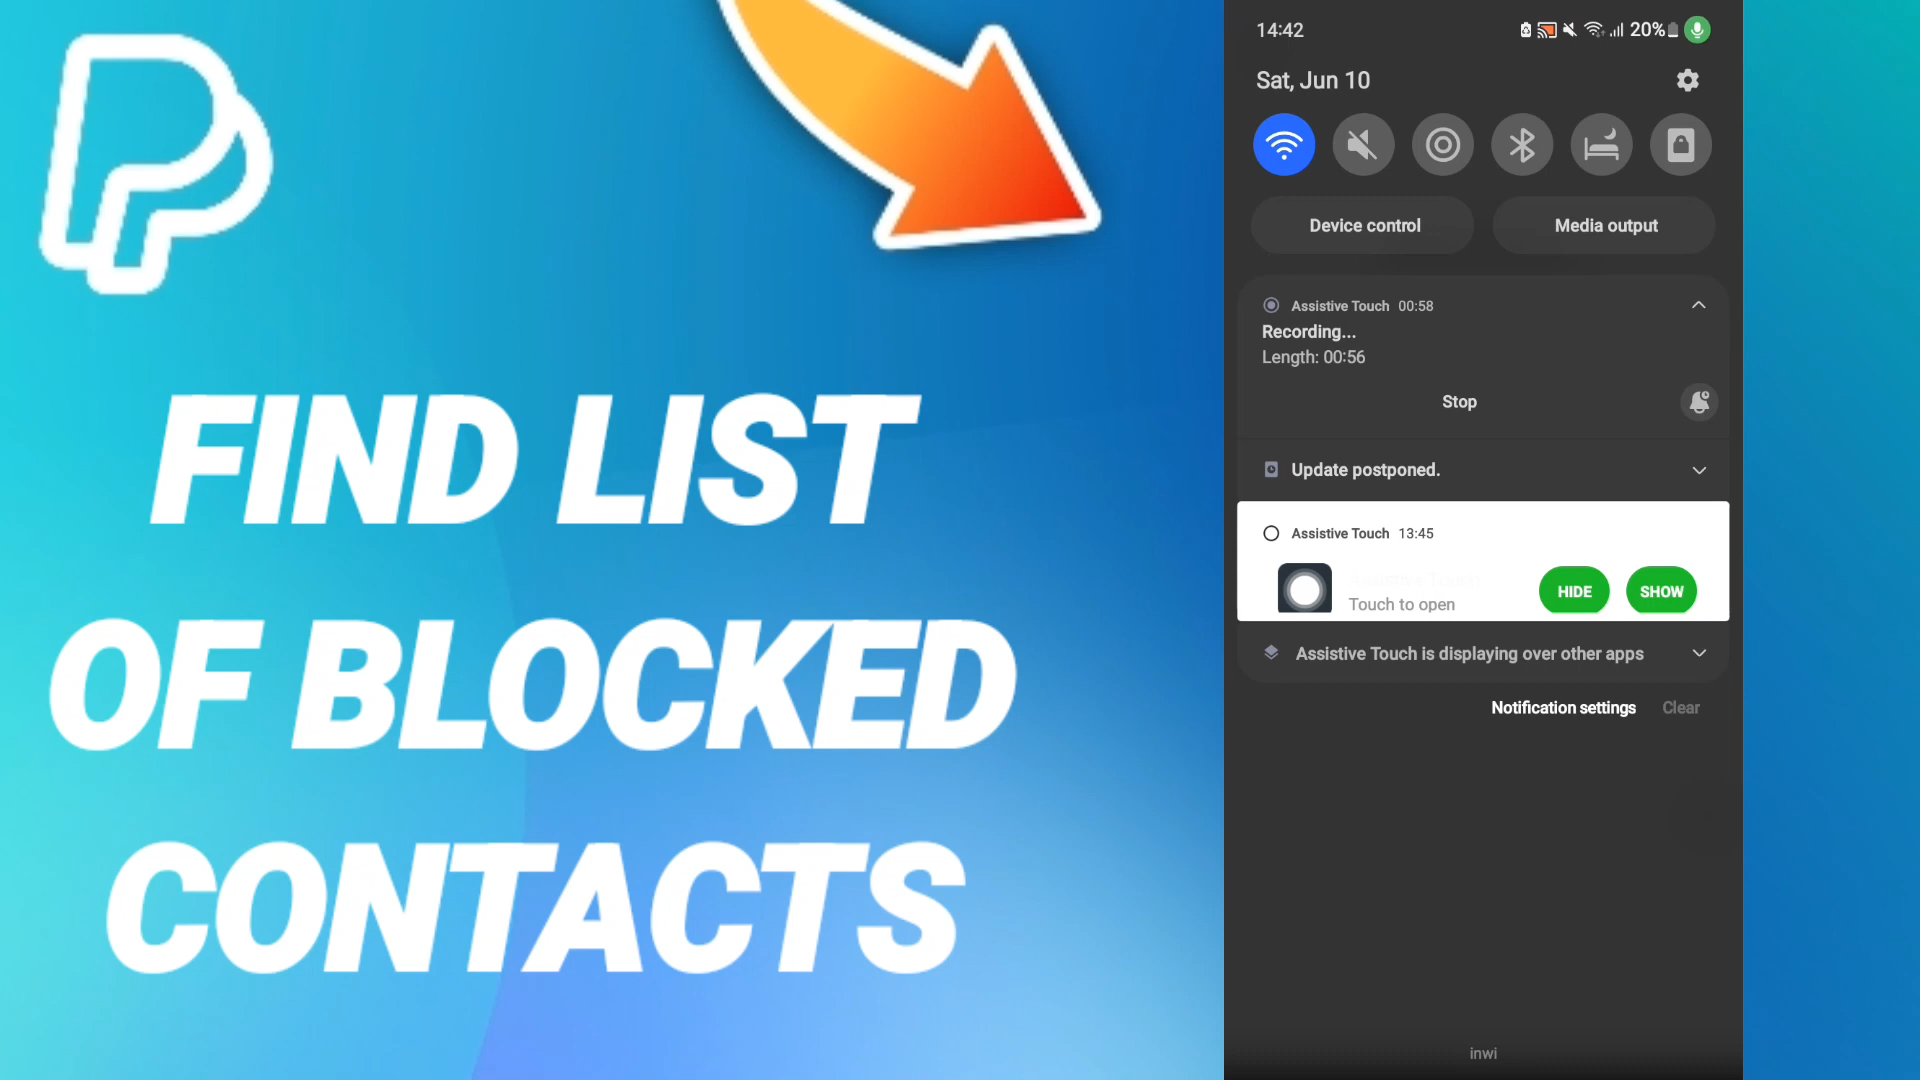 FIND LIST
OF BLOCKED
CONTACTS
14:42
20%
Sat, Jun 10
Device control
Media output
Assistive Touch 00:58
Recording...
Length: 00:56
Stop
Update postponed.
Assistive Touch 13:45
Assistive Touch
Touch to open
HIDE
SHOW
Assistive Touch is displaying over other apps
Notification settings
Clear
inwi